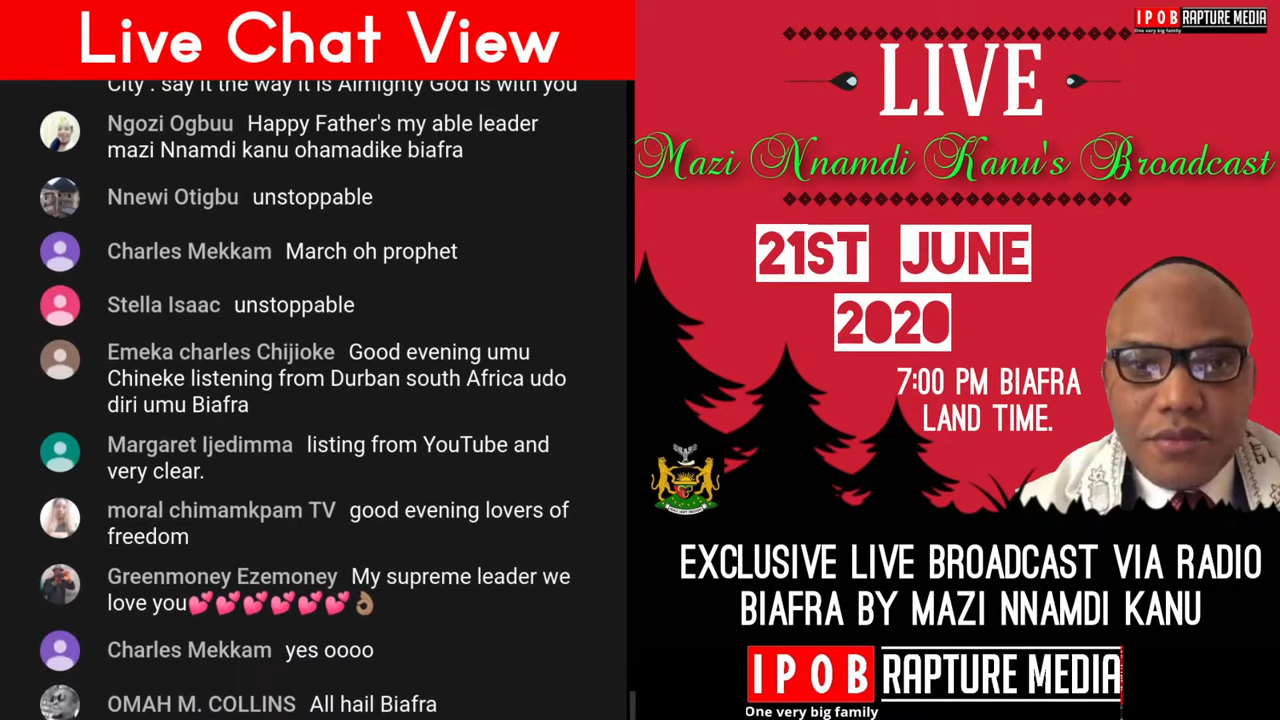 Live Chat View
City . say it the way it is Almighty God is with you
Ngozi Ogbuu Happy Father's my able leader
mazi Nnamdi kanu ohamadike biafra
Nnewi Otigbu unstoppable
Charles Mekkam March oh prophet
Stella Isaac unstoppable
Emeka charles Chijioke Good evening umu
Chineke listening from Durban south Africa udo
diri umu Biafra
Margaret Ijedimma listing from YouTube and
very clear.
moral chimamkpam TV good evening lovers of
freedom
Greenmoney Ezemoney My supreme leader we
love you💕💕💕💕💕💕👌🏽
Charles Mekkam yes oooo
OMAH M. COLLINS All hail Biafra
IPOB RAPTURE MEDIA
One very big family
LIVE
Mazi Nnamdi Kanu's Broadcast
21ST JUNE
2020
7:00 PM BIAFRA
LAND TIME.
EXCLUSIVE LIVE BROADCAST VIA RADIO
BIAFRA BY MAZI NNAMDI KANU
IPOB RAPTURE MEDIA
One very big family